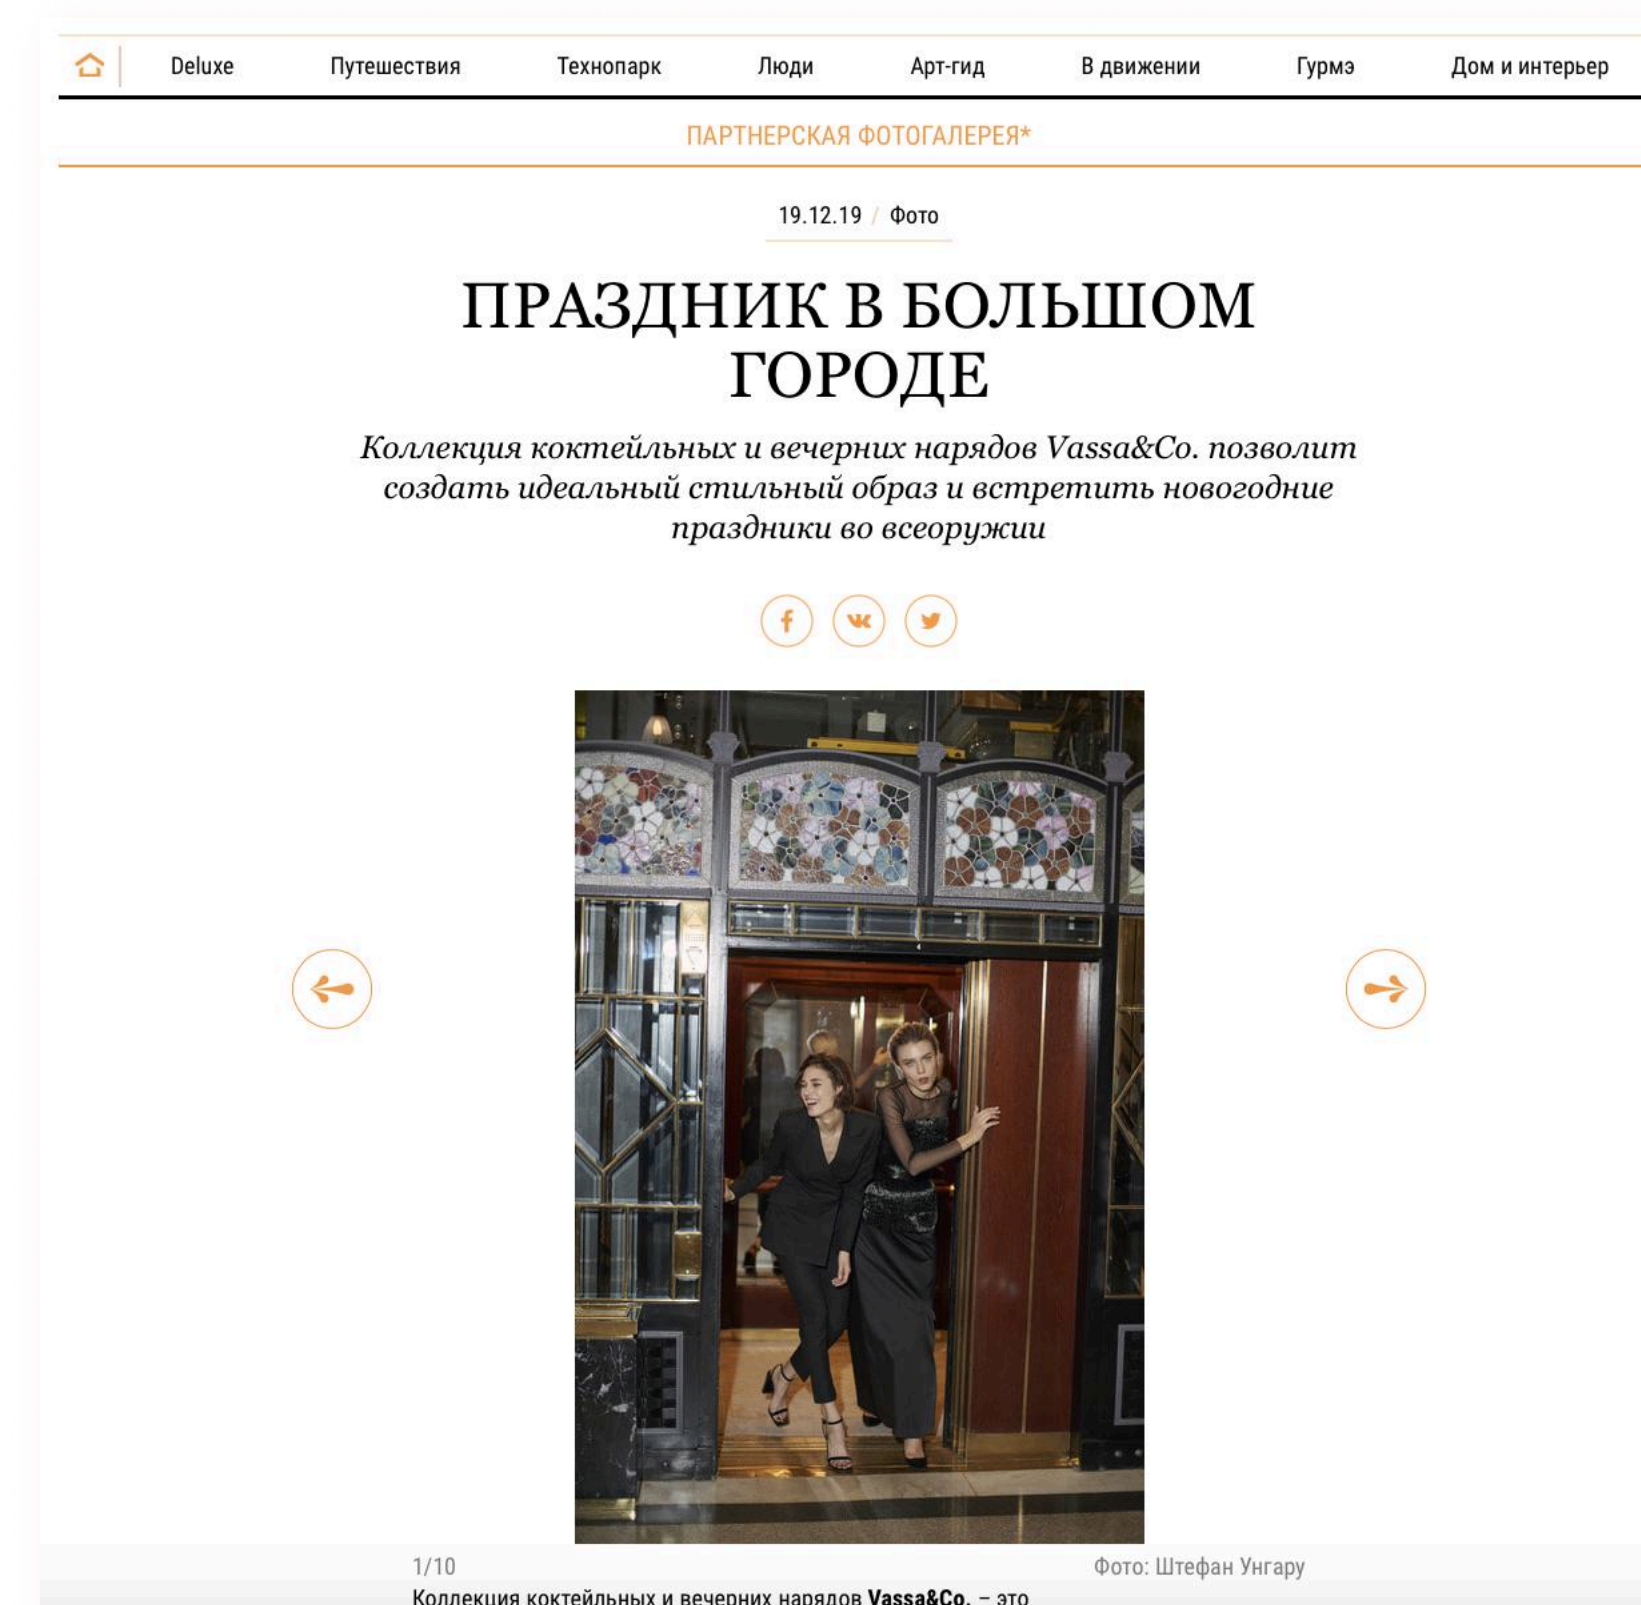 Deluxe Путешествия Технопарк Люди Арт-гид В движении Гурмэ Дом и интерьер
ПАРТНЕРСКАЯ ФОТОГАЛЕРЕЯ*
19.12.19 / Фото
ПРАЗДНИК В БОЛЬШОМ
ГОРОДЕ
Коллекция коктейльных и вечерних нарядов Vassa&Co. позволит
создать идеальный стильный образ и встретить новогодние
праздники во всеоружии
1/10 Фото: Штефан Унгару
Коллекция коктейльных и вечерних нарядов Vassa&Co. – это